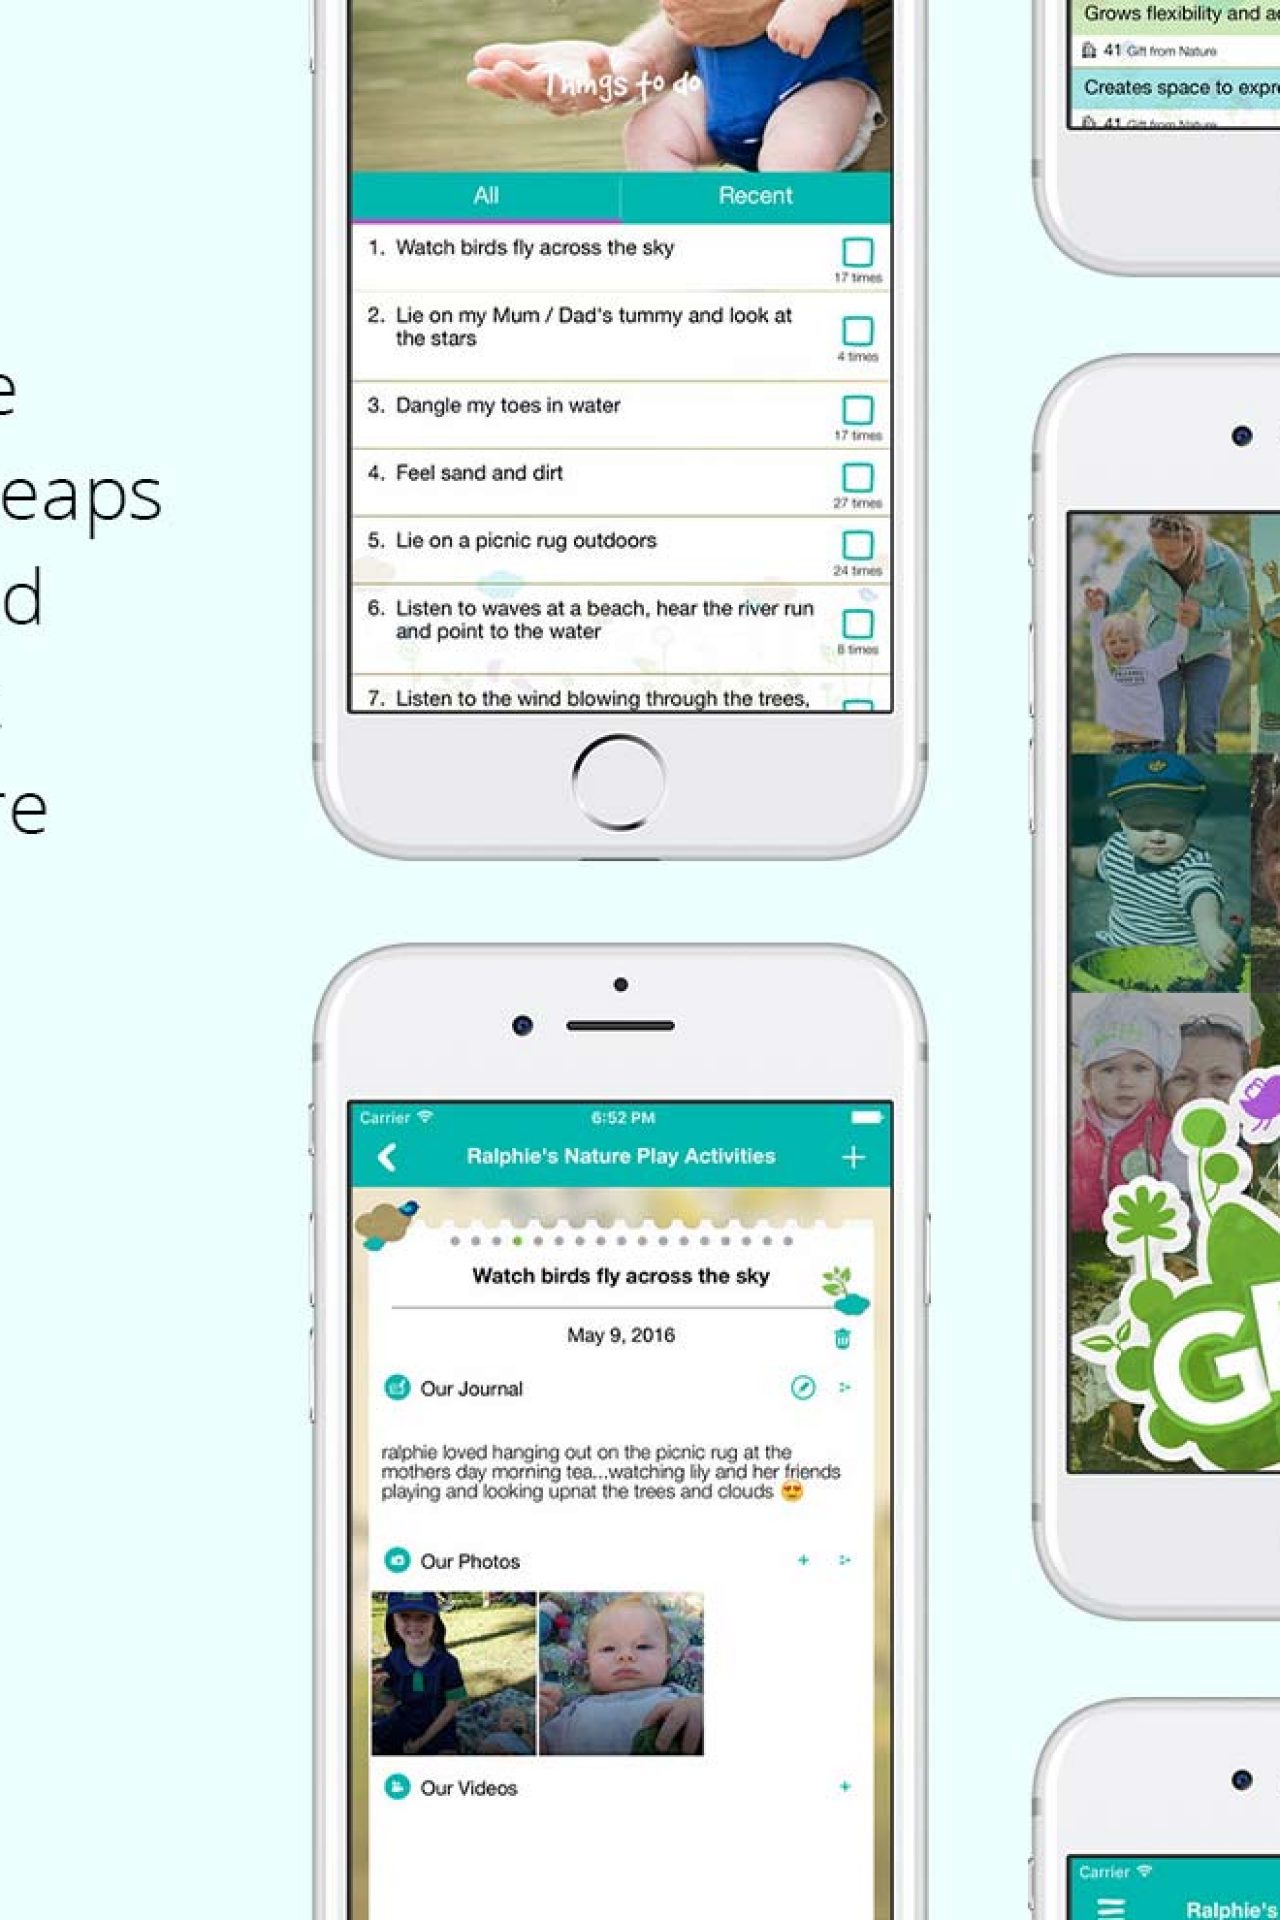 e
eaps
d
re
Things to do
All
Recent
1. Watch birds fly across the sky
17 times
2. Lie on my Mum / Dad's tummy and look at
the stars
4 times
3. Dangle my toes in water
17 times
4. Feel sand and dirt
27 times
5. Lie on a picnic rug outdoors
24 times
6. Listen to waves at a beach, hear the river run
and point to the water
8 times
7. Listen to the wind blowing through the trees,
Carrier
6:52 PM
Ralphie's Nature Play Activities
Watch birds fly across the sky
May 9, 2016
Our Journal
ralphie loved hanging out on the picnic rug at the
mothers day morning tea...watching lily and her friends
playing and looking upnat the trees and clouds 😍
Our Photos
Our Videos
Grows flexibility and a
41 Gift from Nature
Creates space to expre
41 Gift from Nature
G
Carrier
Ralphie's